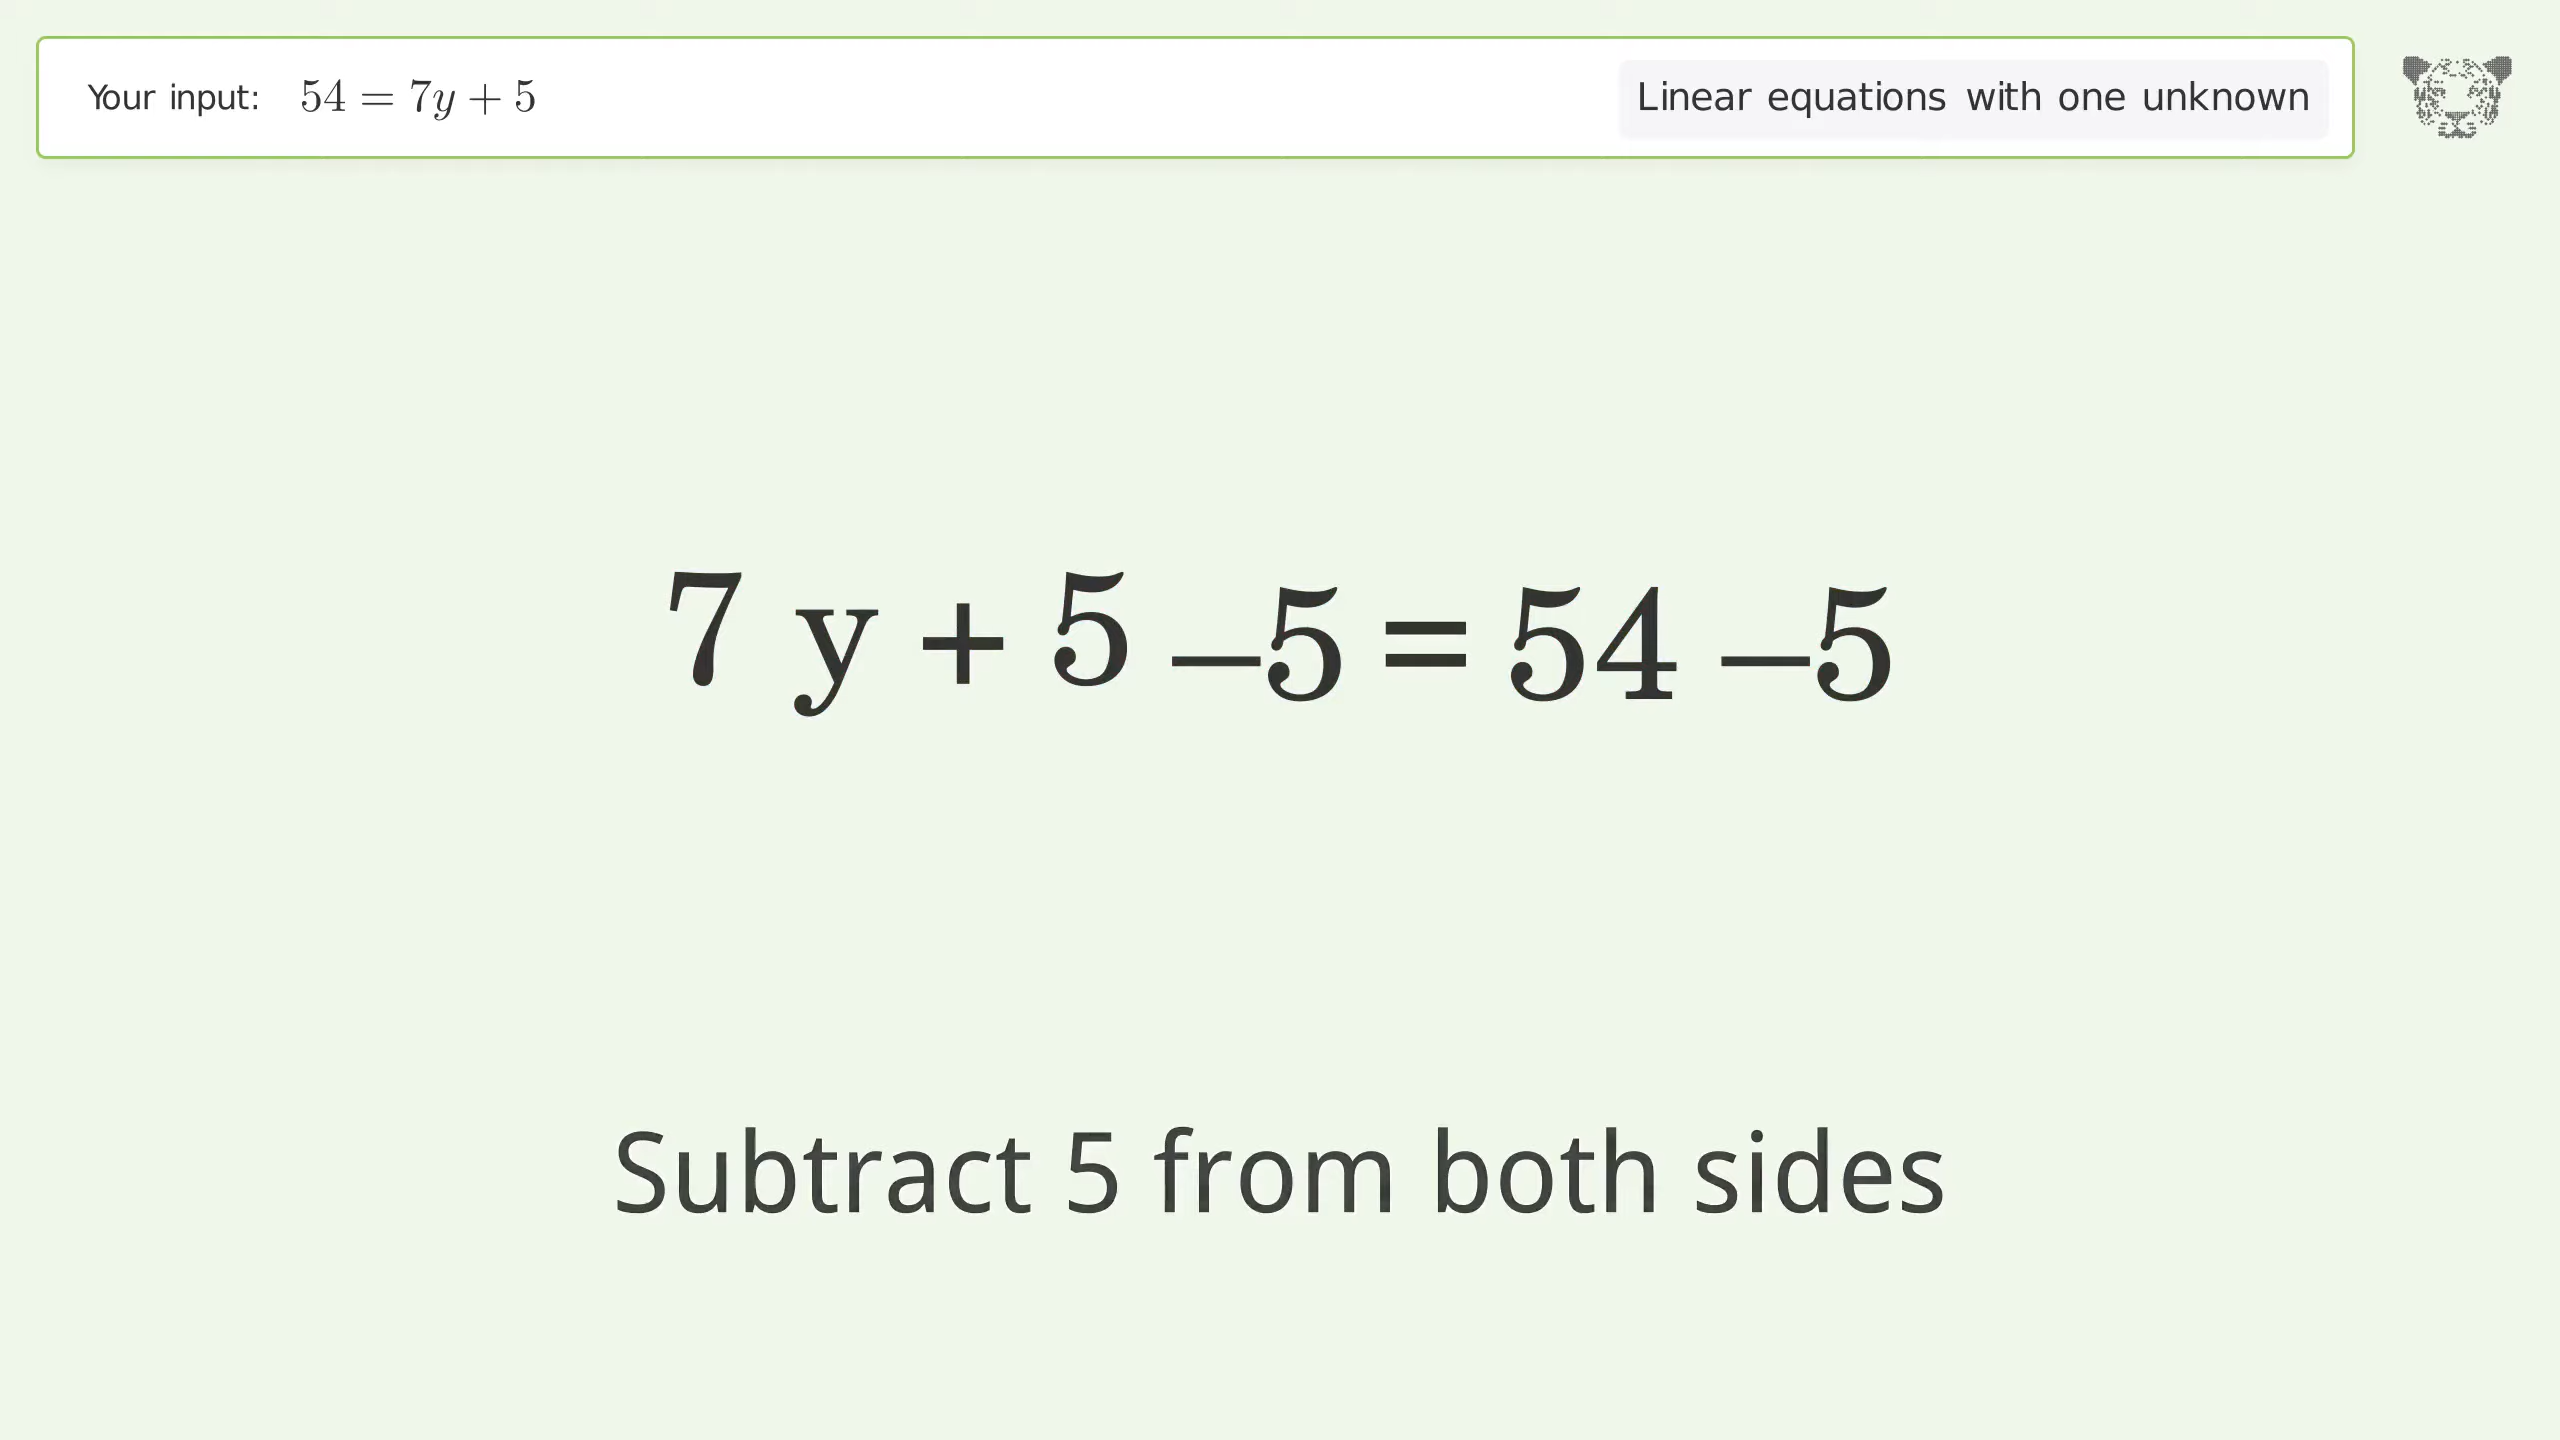 Your input: 54 = 7y + 5
Linear equations with one unknown
7 y + 5 –5 = 54 –5
Subtract 5 from both sides